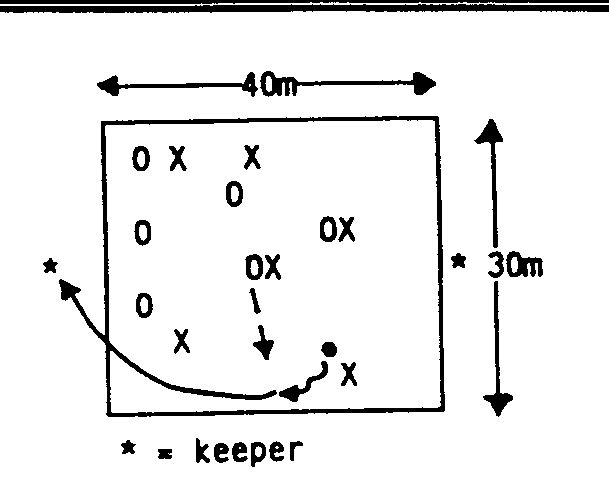 40m
O X X
O
O OX
* OX * 30m
O
X
X
* = keeper